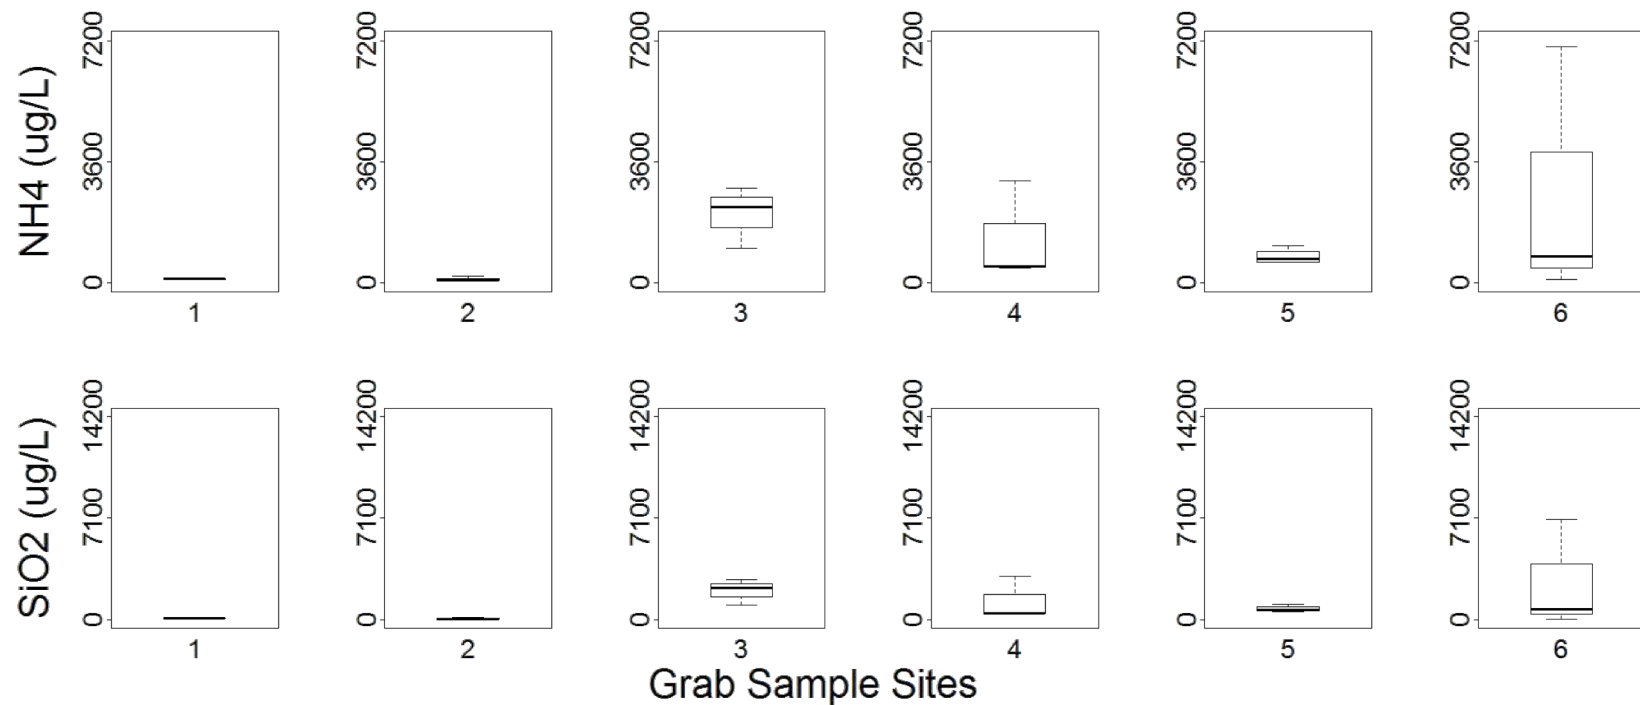 NH4 (ug/L)
7200 7200 7200 7200 7200 7200
3600 3600 3600 3600 3600 3600
0 0 0 0 0 0
1 2 3 4 5 6
SiO2 (ug/L)
14200 14200 14200 14200 14200 14200
7100 7100 7100 7100 7100 7100
0 0 0 0 0 0
1 2 3 4 5 6
Grab Sample Sites